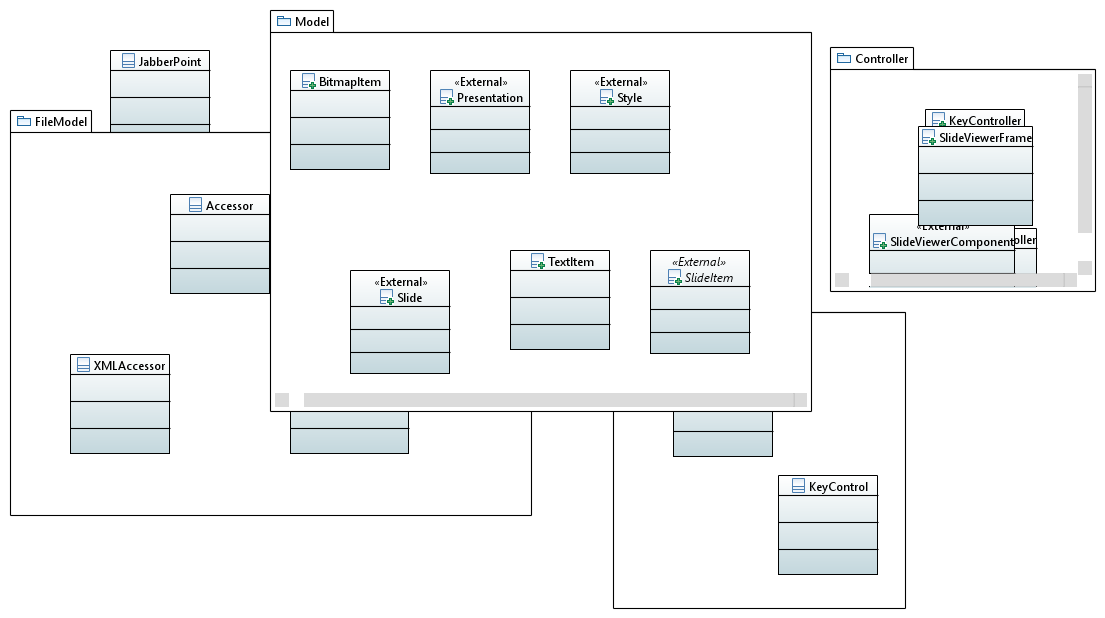 Model
JabberPoint
FileModel
Accessor
XMLAccessor
BitmapItem
«External»
Presentation
«External»
Style
«External»
Slide
TextItem
«External»
SlideItem
Controller
KeyController
SlideViewerFrame
«External»
SlideViewerComponent
oller
KeyControl